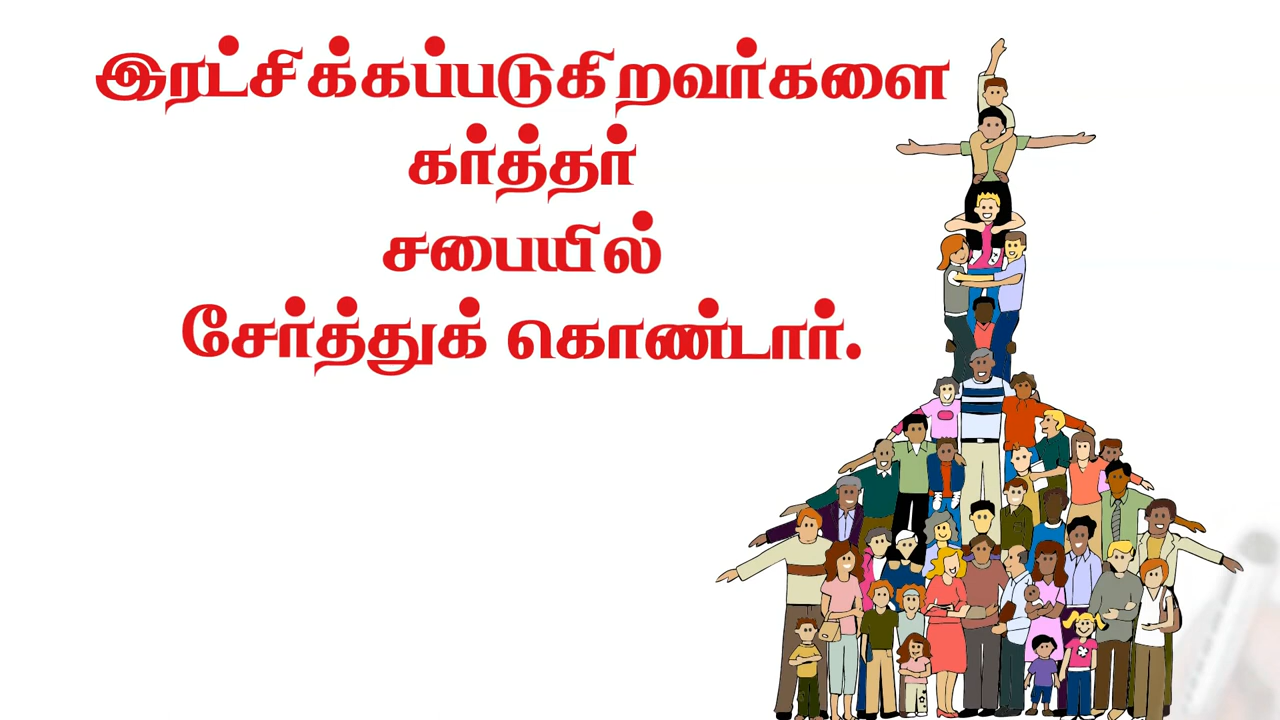 இரட்சிக்கப்படுகிறவர்களை
கர்த்தர்
சபையில்
சேர்த்துக் கொண்டார்.